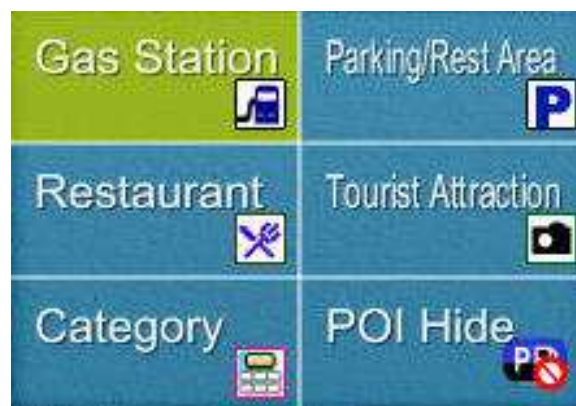 Gas Station
Parking/Rest Area
P
Restaurant
Tourist Attraction
Category
POI Hide